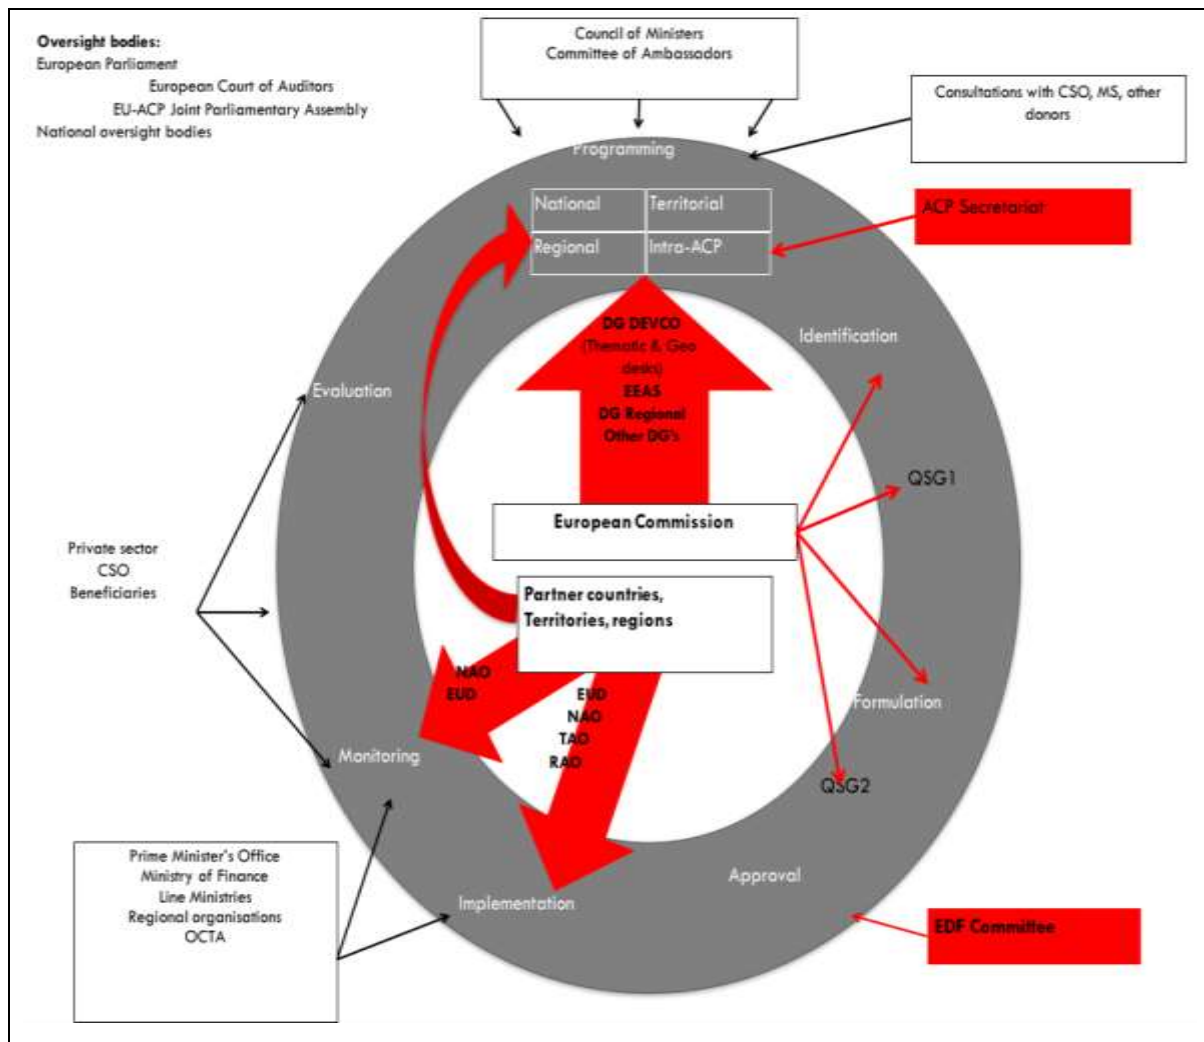 Oversight bodies:
European Parliament
European Court of Auditors
EU-ACP Joint Parliamentary Assembly
National oversight bodies
Council of Ministers
Committee of Ambassadors
Consultations with CSO, MS, other
donors
Programming
National
Territorial
Regional
Intra-ACP
ACP Secretariat
DG DEVCO
(Thematic & Geo
desks)
EEAS
DG Regional
Other DG's
Identification
Evaluation
QSG1
European Commission
Private sector
CSO
Beneficiaries
Partner countries,
Territories, regions
NAO
EUD
EUD
NAO
TAO
RAO
Formulation
Monitoring
QSG2
Prime Minister's Office
Ministry of Finance
Line Ministries
Regional organisations
OCTA
Approval
Implementation
EDF Committee